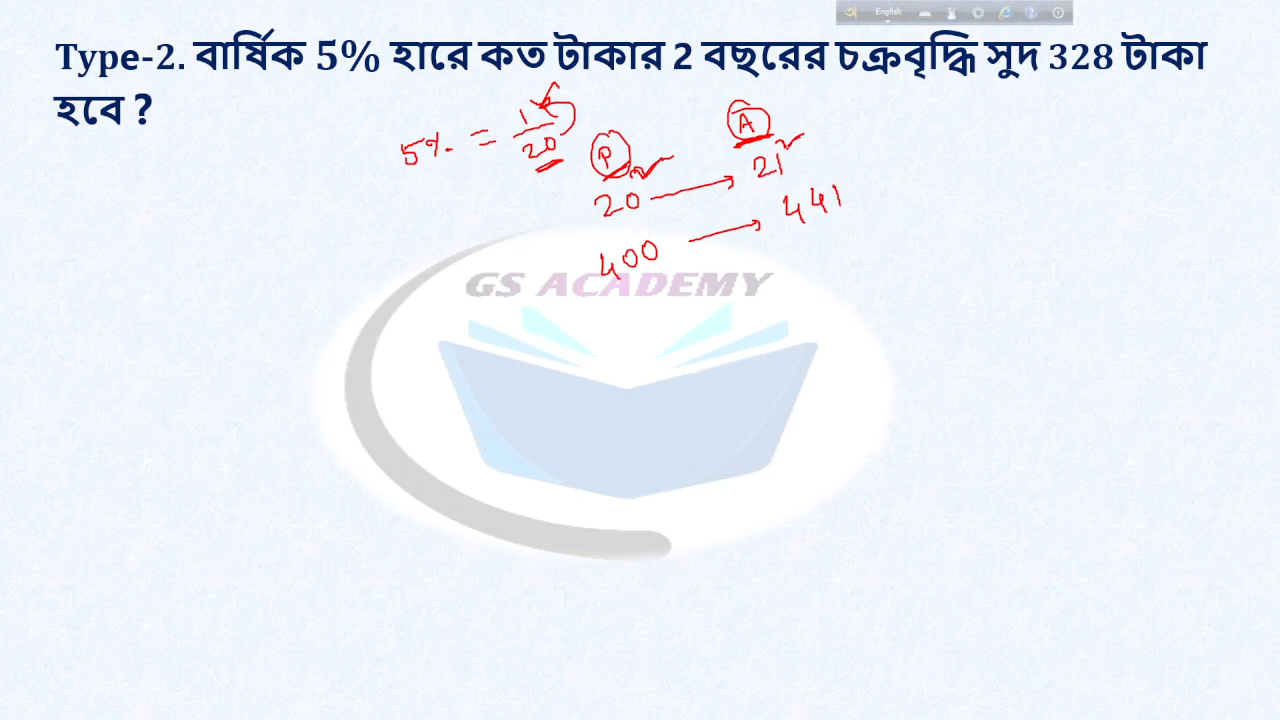 English
Type-2. বার্ষিক 5% হারে কত টাকার 2 বছরের চক্রবৃদ্ধি সুদ 328 টাকা
হবে ?
5% = 1/20
P A
20 → 21
400 → 441
GS ACADEMY